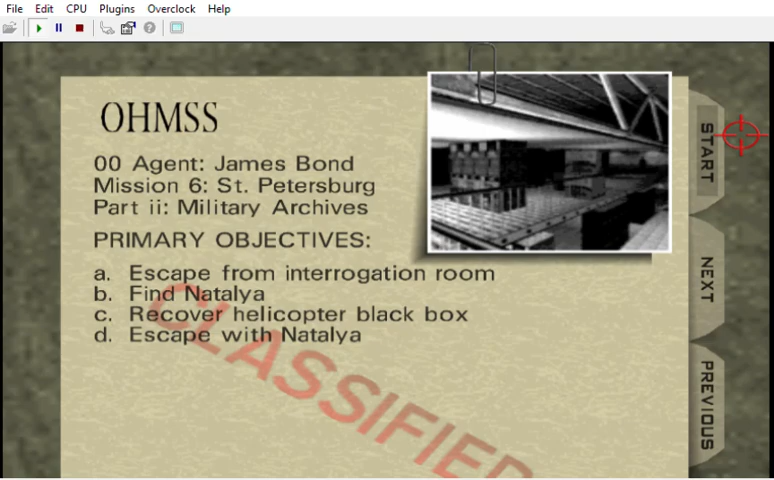 File Edit CPU Plugins Overclock Help
OHMSS
00 Agent: James Bond
Mission 6: St. Petersburg
Part ii: Military Archives
PRIMARY OBJECTIVES:
a. Escape from interrogation room
b. Find Natalya
c. Recover helicopter black box
d. Escape with Natalya
CLASSIFIED
START
NEXT
PREVIOUS